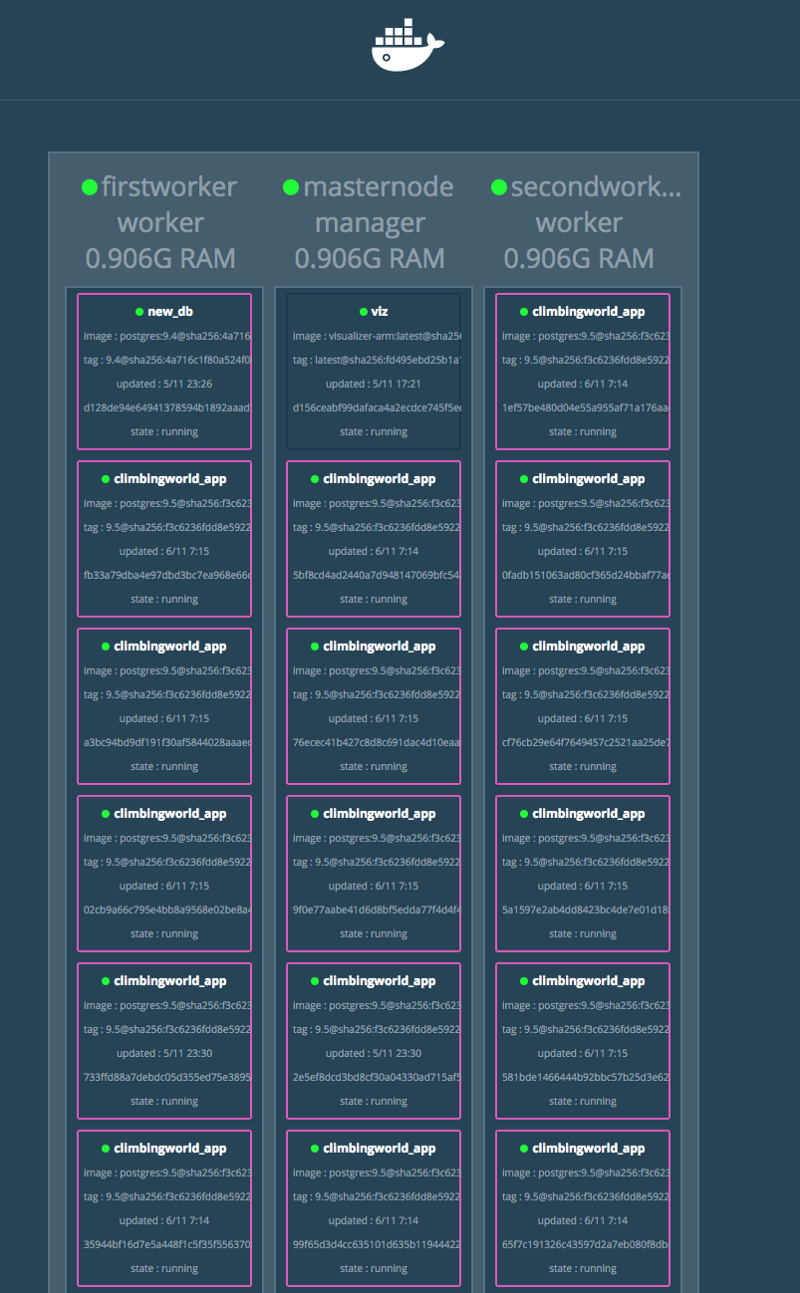 firstworker
worker
0.906G RAM
new_db
image : postgres:9.4@sha256:4a716
tag : 9.4@sha256:4a716c1f80a524f0
updated : 5/11 23:26
d128de94e64941378594b1892aaad
state : running
climbingworld_app
image : postgres:9.5@sha256:f3c623
tag : 9.5@sha256:f3c6236fdd8e5922
updated : 6/11 7:15
fb33a79dba4e97dbd3bc7ea968e66c
state : running
climbingworld_app
image : postgres:9.5@sha256:f3c623
tag : 9.5@sha256:f3c6236fdd8e5922
updated : 6/11 7:15
a3bc94bd9df191f30af5844028aaaec
state : running
climbingworld_app
image : postgres:9.5@sha256:f3c623
tag : 9.5@sha256:f3c6236fdd8e5922
updated : 6/11 7:15
02cb9a66c795e4bb8a9568e02be8a4
state : running
climbingworld_app
image : postgres:9.5@sha256:f3c623
tag : 9.5@sha256:f3c6236fdd8e5922
updated : 5/11 23:30
733ffd88a7debdc05d355ed75e3895
state : running
climbingworld_app
image : postgres:9.5@sha256:f3c623
tag : 9.5@sha256:f3c6236fdd8e5922
updated : 6/11 7:14
35944bf16d7e5a448f1c5f35f556370
state : running
masternode
manager
0.906G RAM
viz
image : visualizer-arm:latest@sha256
tag : latest@sha256:fd495ebd25b1a
updated : 5/11 17:21
d156ceabf99dafaca4a2ecdce745f5e
state : running
climbingworld_app
image : postgres:9.5@sha256:f3c623
tag : 9.5@sha256:f3c6236fdd8e5922
updated : 6/11 7:14
5bf8cd4ad2440a7d948147069bfc54
state : running
climbingworld_app
image : postgres:9.5@sha256:f3c623
tag : 9.5@sha256:f3c6236fdd8e5922
updated : 6/11 7:15
76ecec41b427c8d8c691dac4d10eaa
state : running
climbingworld_app
image : postgres:9.5@sha256:f3c623
tag : 9.5@sha256:f3c6236fdd8e5922
updated : 6/11 7:15
9f0e77aabe41d6d8bf5edda77f4d4f4
state : running
climbingworld_app
image : postgres:9.5@sha256:f3c623
tag : 9.5@sha256:f3c6236fdd8e5922
updated : 5/11 23:30
2e5ef8dcd3bd8cf30a04330ad715af5
state : running
climbingworld_app
image : postgres:9.5@sha256:f3c623
tag : 9.5@sha256:f3c6236fdd8e5922
updated : 6/11 7:14
99f65d3d4cc635101d635b11944422
state : running
secondwork...
worker
0.906G RAM
climbingworld_app
image : postgres:9.5@sha256:f3c623
tag : 9.5@sha256:f3c6236fdd8e5922
updated : 6/11 7:14
1ef57be480d04e55a955af71a176aa
state : running
climbingworld_app
image : postgres:9.5@sha256:f3c623
tag : 9.5@sha256:f3c6236fdd8e5922
updated : 6/11 7:15
0fadb151063ad80cf365d24bbaf77a
state : running
climbingworld_app
image : postgres:9.5@sha256:f3c623
tag : 9.5@sha256:f3c6236fdd8e5922
updated : 6/11 7:15
cf76cb29e64f7649457c2521aa25de7
state : running
climbingworld_app
image : postgres:9.5@sha256:f3c623
tag : 9.5@sha256:f3c6236fdd8e5922
updated : 6/11 7:15
5a1597e2ab4dd8423bc4de7e01d18
state : running
climbingworld_app
image : postgres:9.5@sha256:f3c623
tag : 9.5@sha256:f3c6236fdd8e5922
updated : 6/11 7:15
581bde1466444b92bbc57b25d3e62
state : running
climbingworld_app
image : postgres:9.5@sha256:f3c623
tag : 9.5@sha256:f3c6236fdd8e5922
updated : 6/11 7:14
65f7c191326c43597d2a7eb080f8db
state : running